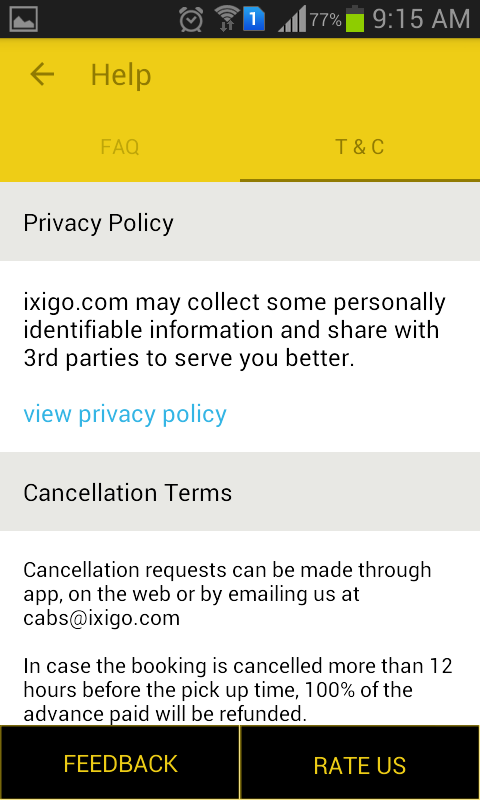 1 77% 9:15 AM
Help
FAQ T & C
Privacy Policy
ixigo.com may collect some personally
identifiable information and share with
3rd parties to serve you better.
view privacy policy
Cancellation Terms
Cancellation requests can be made through
app, on the web or by emailing us at
cabs@ixigo.com
In case the booking is cancelled more than 12
hours before the pick up time, 100% of the
advance paid will be refunded.
FEEDBACK RATE US